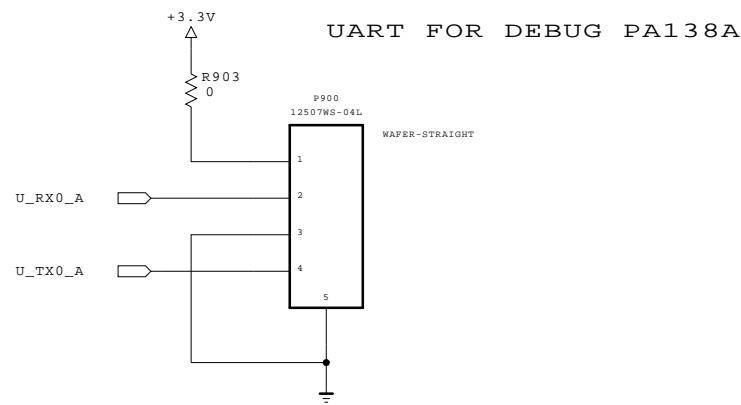 +3.3V
UART FOR DEBUG PA138A
R903
0
P900
12507WS-04L
WAFER-STRAIGHT
1
U_RX0_A
2
3
U_TX0_A
4
5